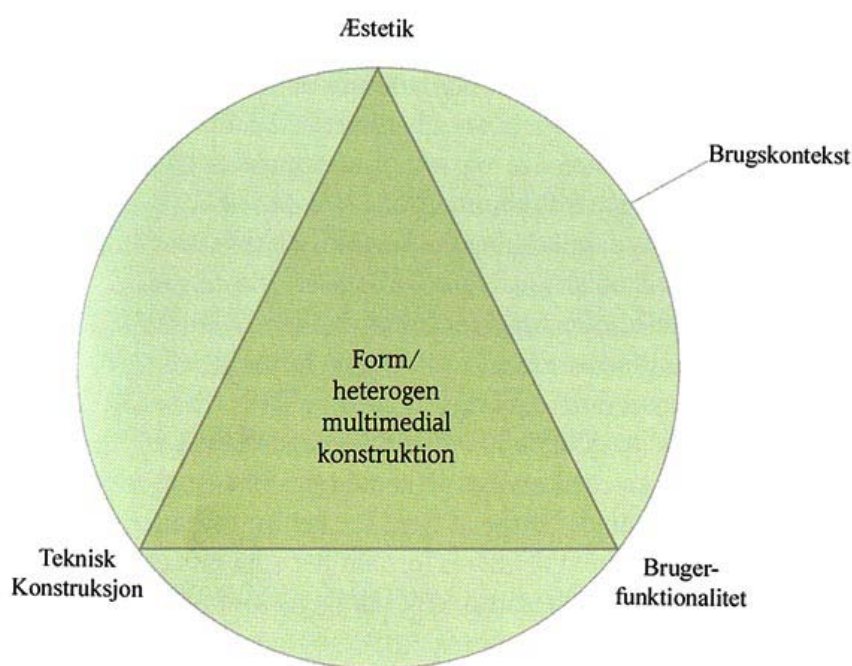 Æstetik
Brugskontekst
Form/
heterogen
multimedial
konstruktion
Teknisk
Konstruksjon
Bruger-
funktionalitet